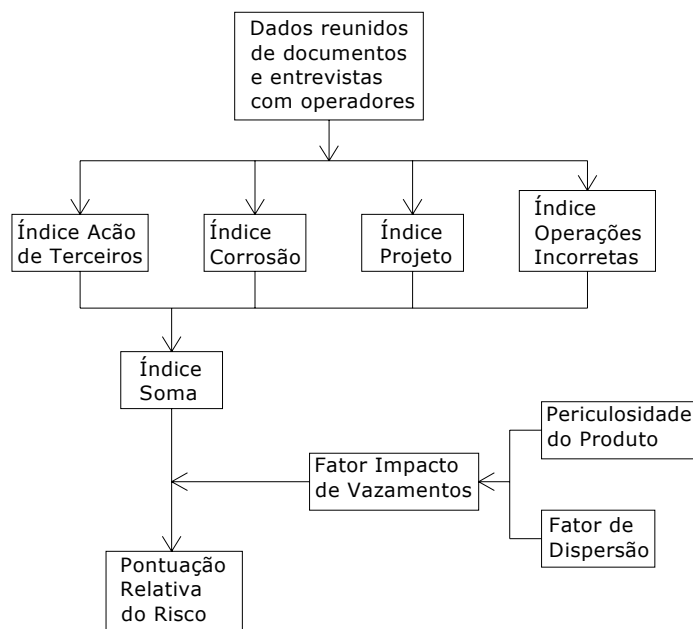 Dados reunidos
de documentos
e entrevistas
com operadores
Índice Acão
de Terceiros
Índice
Corrosão
Índice
Projeto
Índice
Operações
Incorretas
Índice
Soma
Periculosidade
do Produto
Fator Impacto
de Vazamentos
Fator de
Dispersão
Pontuação
Relativa
do Risco